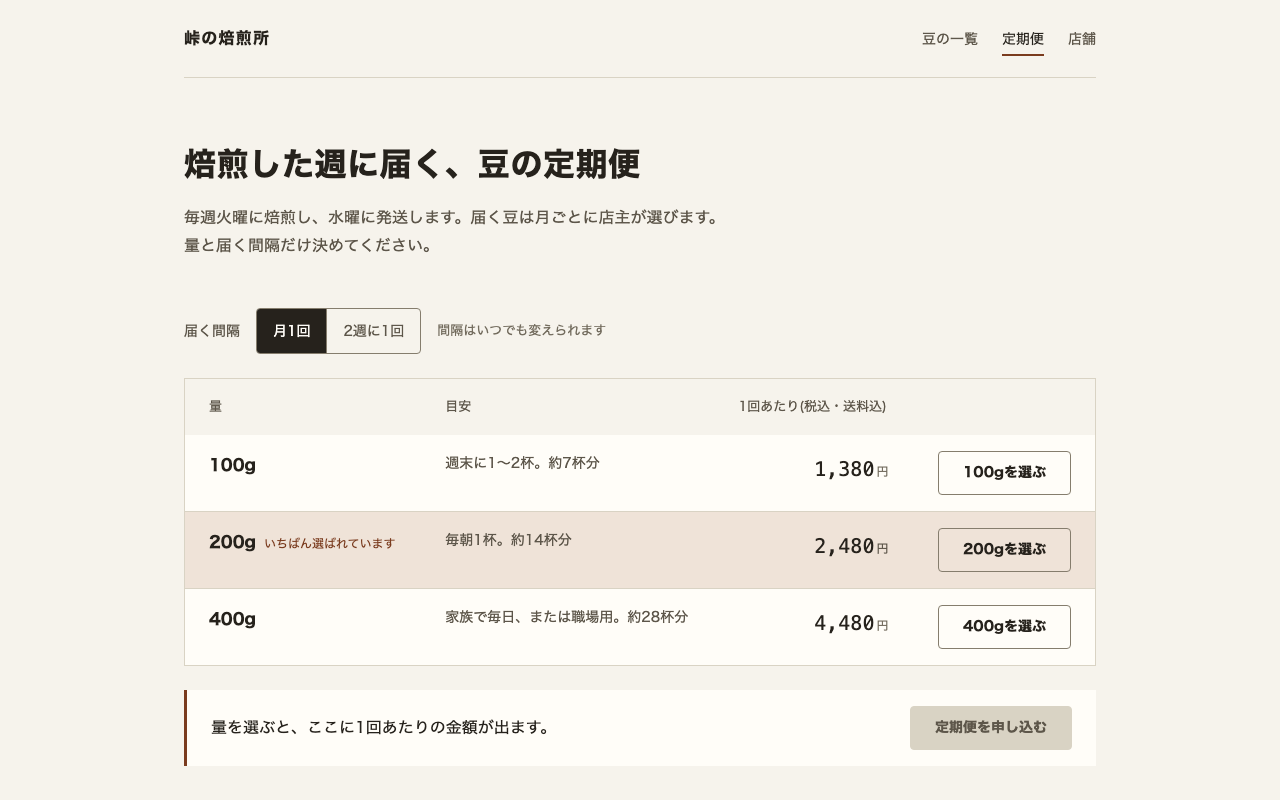 峠の焙煎所
豆の一覧 定期便 店舗
焙煎した週に届く、豆の定期便
毎週火曜に焙煎し、水曜に発送します。届く豆は月ごとに店主が選びます。
量と届く間隔だけ決めてください。
届く間隔 月1回 2週に1回 間隔はいつでも変えられます
量 目安 1回あたり(税込・送料込)
100g 週末に1〜2杯。約7杯分 1,380円 100gを選ぶ
200g いちばん選ばれています 毎朝1杯。約14杯分 2,480円 200gを選ぶ
400g 家族で毎日、または職場用。約28杯分 4,480円 400gを選ぶ
量を選ぶと、ここに1回あたりの金額が出ます。 定期便を申し込む